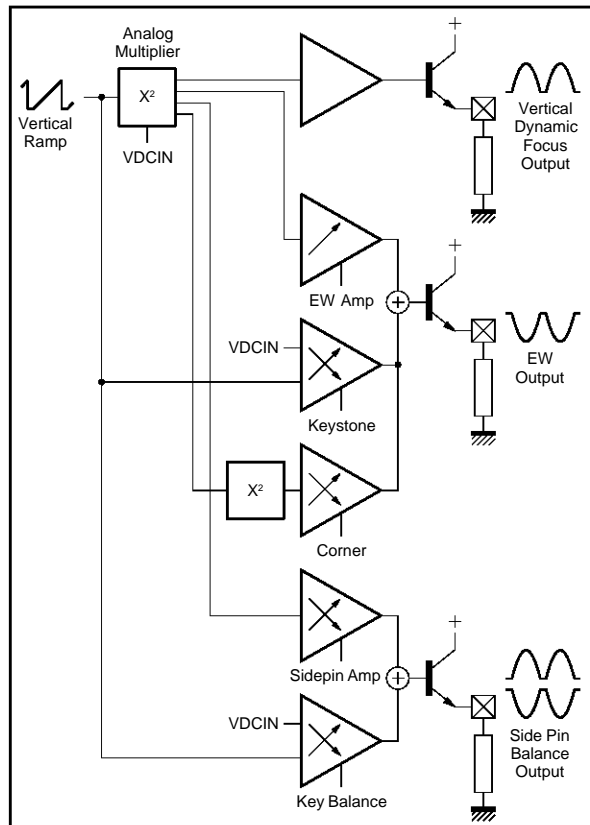 Analog
Multiplier
X²
Vertical
Ramp
VDCIN
Vertical
Dynamic
Focus
Output
EW Amp
VDCIN
EW
Output
Keystone
X²
Corner
Sidepin Amp
VDCIN
Side Pin
Balance
Output
Key Balance